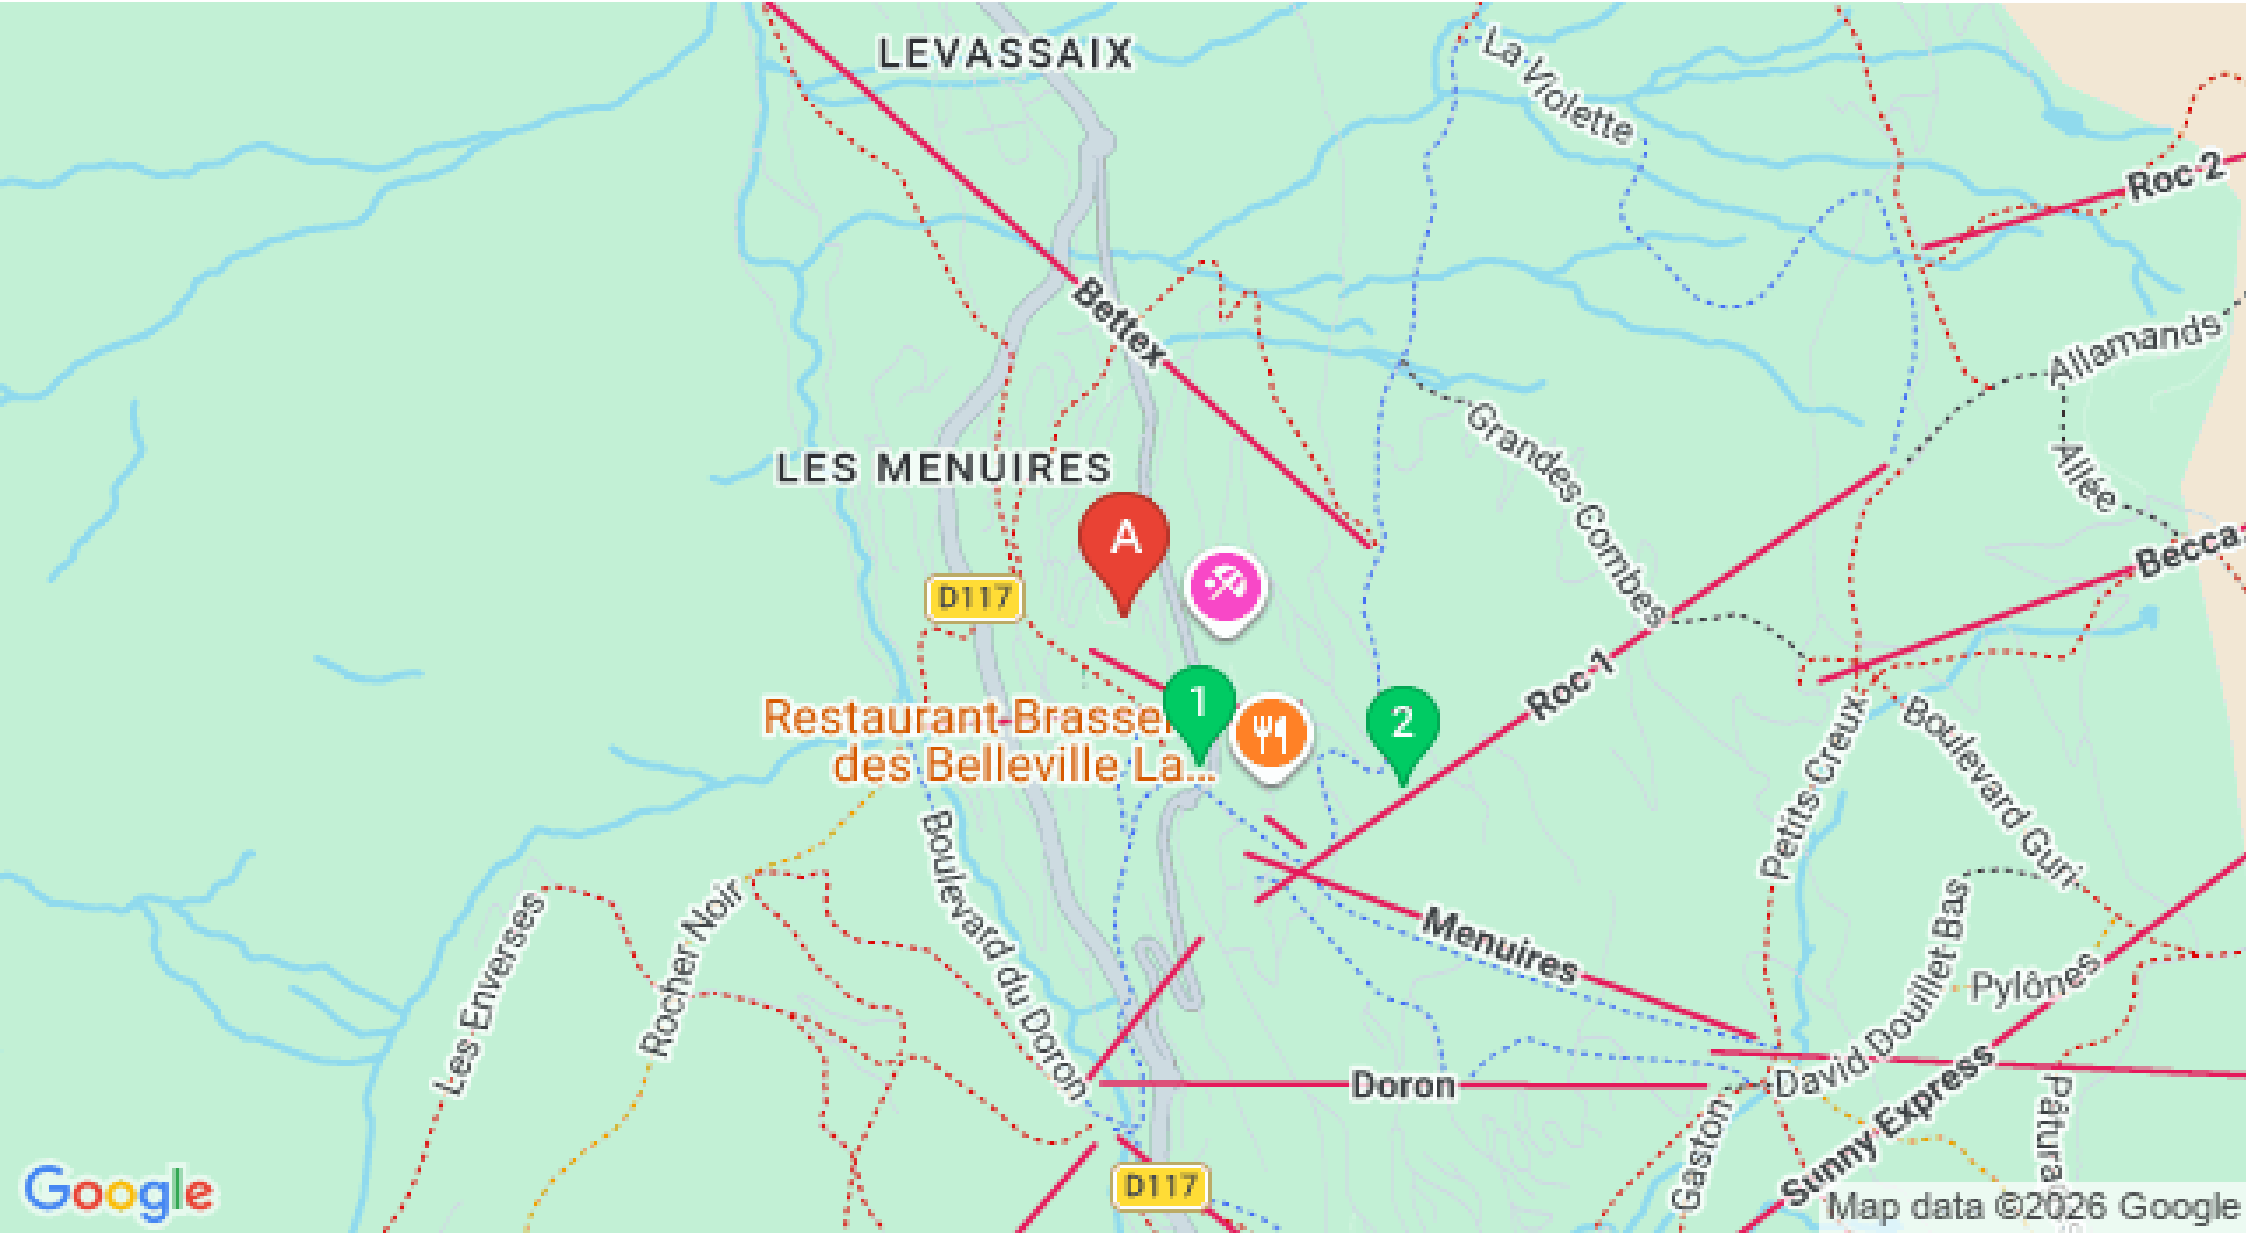 LEVASSAIX
La Violette
Roc 2
Bettex
Allamands
Grandes Combes
Allée
LES MENUIRES
A
Becca
D117
Roc 1
1
2
Restaurant Brasser
des Belleville La...
Petits Creux
Boulevard Guri
Boulevard du Doron
Rocher Noir
Les Enverses
Menuires
David Douillet Bas
Pylônes
Doron
Sunny Express
Gaston
D117
Google
Map data ©2026 Google